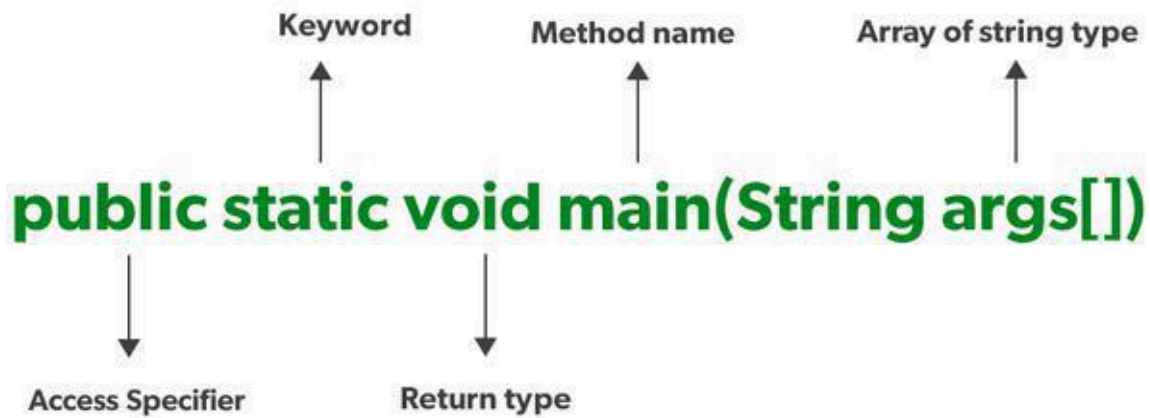 Keyword
Method name
Array of string type
public static void main(String args[])
Access Specifier
Return type